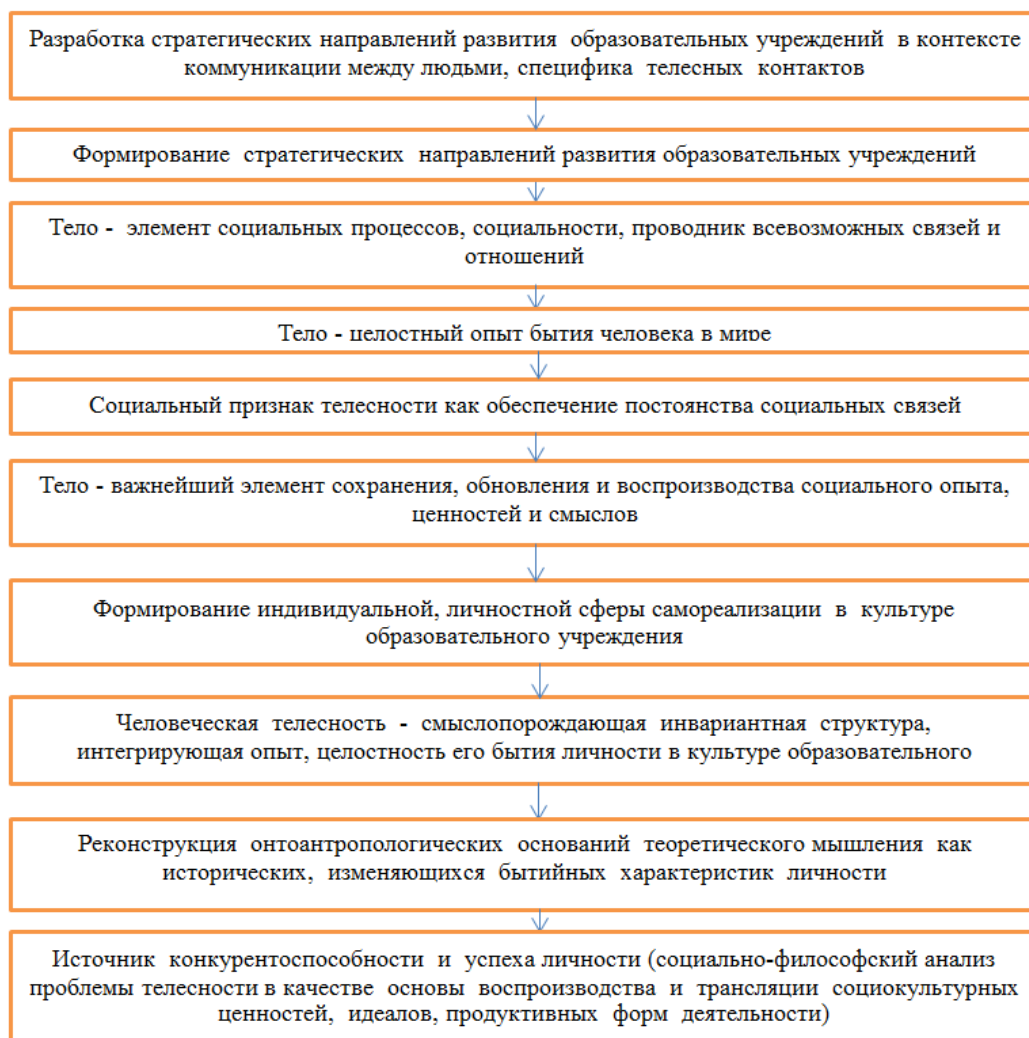 Разработка стратегических направлений развития образовательных учреждений в контексте
коммуникации между людьми, специфика телесных контактов
Формирование стратегических направлений развития образовательных учреждений
Тело - элемент социальных процессов, социальности, проводник всевозможных связей и
отношений
Тело - целостный опыт бытия человека в мире
Социальный признак телесности как обеспечение постоянства социальных связей
Тело - важнейший элемент сохранения, обновления и воспроизводства социального опыта,
ценностей и смыслов
Формирование индивидуальной, личностной сферы самореализации в культуре
образовательного учреждения
Человеческая телесность - смыслопорождающая инвариантная структура,
интегрирующая опыт, целостность его бытия личности в культуре образовательного
Реконструкция онтоантропологических оснований теоретического мышления как
исторических, изменяющихся бытийных характеристик личности
Источник конкурентоспособности и успеха личности (социально-философский анализ
проблемы телесности в качестве основы воспроизводства и трансляции социокультурных
ценностей, идеалов, продуктивных форм деятельности)